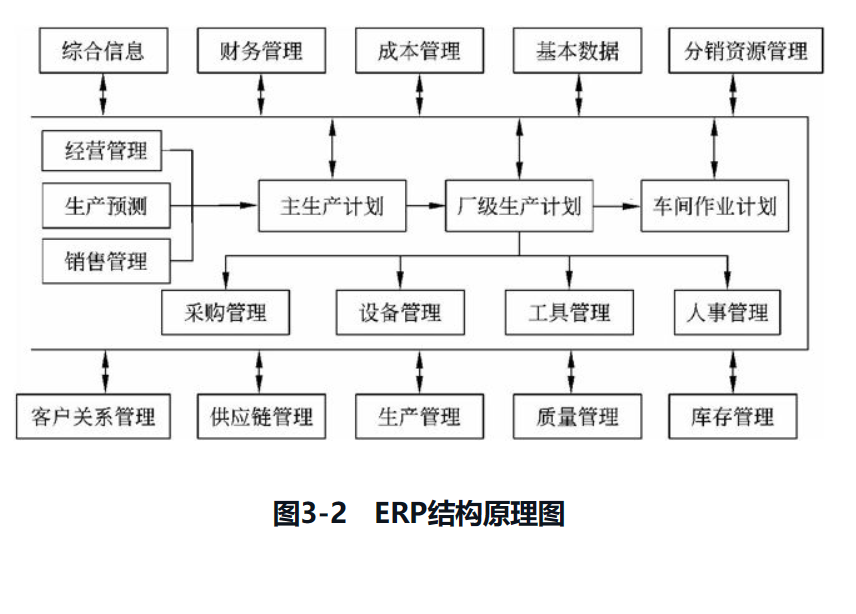 综合信息
财务管理
成本管理
基本数据
分销资源管理
经营管理
生产预测
主生产计划
厂级生产计划
车间作业计划
销售管理
采购管理
设备管理
工具管理
人事管理
客户关系管理
供应链管理
生产管理
质量管理
库存管理
图3-2 ERP结构原理图